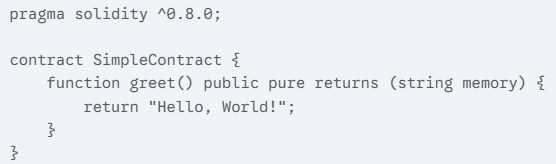 pragma solidity ^0.8.0;

contract SimpleContract {
    function greet() public pure returns (string memory) {
        return "Hello, World!";
    }
}